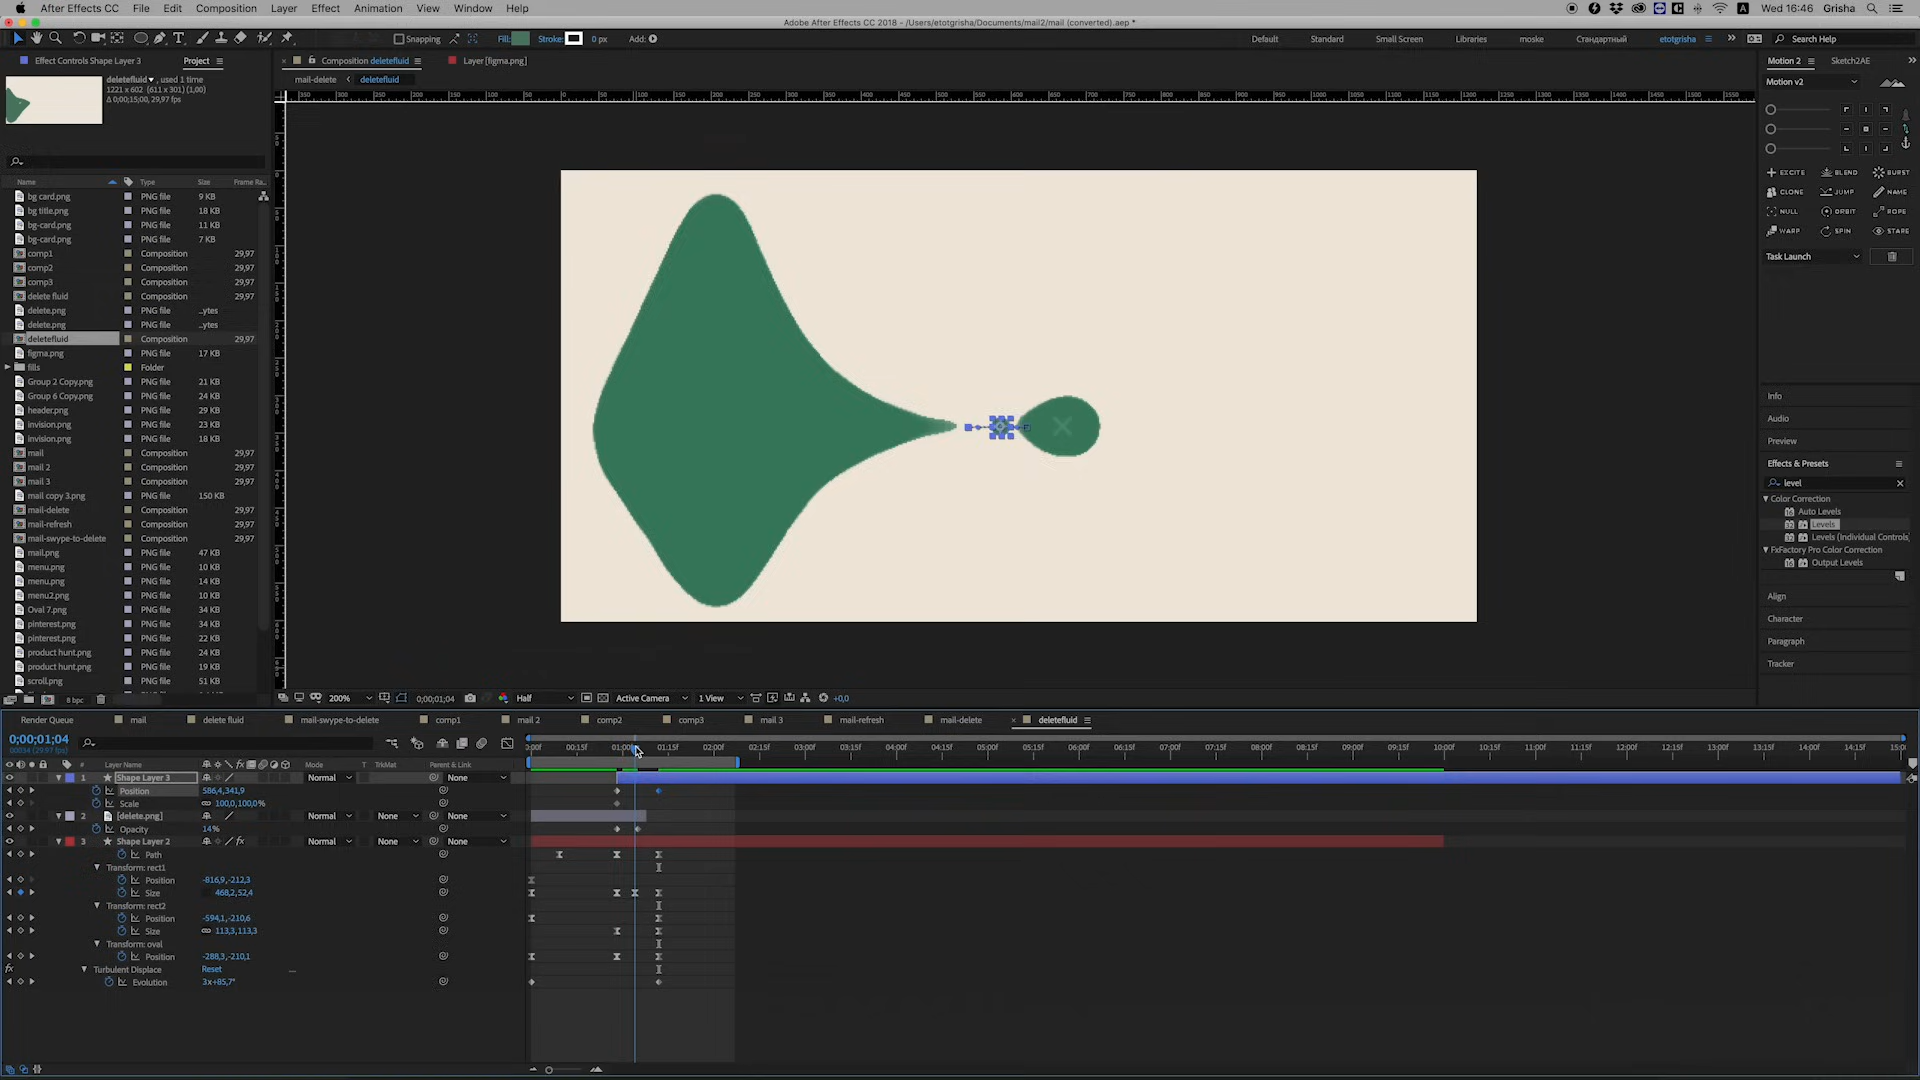 After Effects CC File Edit Composition Layer Effect Animation View Window Help Wed 16:46 Grisha
Adobe After Effects CC 2018 - /Users/etotgrisha/Documents/mail2/mail (converted).aep *
Snapping Fill: Stroke: 0 px Add: Default Standard Small Screen Libraries moske Стандартный etotgrisha Search Help
Effect Controls Shape Layer 3 Project Composition deletefluid Layer [figma.png] Motion 2 Sketch2AE
deletefluid , used 1 time mail-delete deletefluid Motion v2
1221 x 602 (611 x 301) (1,00)
Δ 0;00;15;00, 29,97 fps
EXCITE BLEND BURST
CLONE JUMP NAME
NULL ORBIT ROPE
WARP SPIN STARE
Task Launch
Name Type Size Frame Ra..
bg card.png PNG file 9 KB
bg title.png PNG file 18 KB
bg-card.png PNG file 11 KB
bg-card.png PNG file 7 KB
comp1 Composition 29,97
comp2 Composition 29,97
comp3 Composition 29,97
delete fluid Composition 29,97
delete.png PNG file ...ytes
delete.png PNG file ...ytes
deletefluid Composition 29,97
figma.png PNG file 17 KB
fills Folder
Group 2 Copy.png PNG file 21 KB
Group 6 Copy.png PNG file 24 KB
header.png PNG file 29 KB
invision.png PNG file 23 KB
invision.png PNG file 18 KB
mail Composition 29,97
mail 2 Composition 29,97
mail 3 Composition 29,97
mail copy 3.png PNG file 150 KB
mail-delete Composition 29,97
mail-refresh Composition 29,97
mail-swype-to-delete Composition 29,97
mail.png PNG file 47 KB
menu.png PNG file 10 KB
menu.png PNG file 14 KB
menu2.png PNG file 10 KB
Oval 7.png PNG file 34 KB
pinterest.png PNG file 34 KB
pinterest.png PNG file 22 KB
product hunt.png PNG file 24 KB
product hunt.png PNG file 19 KB
scroll.png PNG file 51 KB
8 bpc
Info
Audio
Preview
Effects & Presets
level
Color Correction
Auto Levels
Levels
Levels (Individual Controls)
FxFactory Pro Color Correction
Output Levels
Align
Character
Paragraph
Tracker
200% 0;00;01;04 Half Active Camera 1 View +0,0
Render Queue mail delete fluid mail-swype-to-delete comp1 mail 2 comp2 comp3 mail 3 mail-refresh mail-delete deletefluid
0;00;01;04
00034 (29.97 fps)
00:15f 01:00f 01:15f 02:00f 02:15f 03:00f 03:15f 04:00f 04:15f 05:00f 05:15f 06:00f 06:15f 07:00f 07:15f 08:00f 08:15f 09:00f 09:15f 10:00f 10:15f 11:00f 11:15f 12:00f 12:15f 13:00f 13:15f 14:00f 14:15f 15:0
# Layer Name Mode T TrkMat Parent & Link
1 Shape Layer 3 Normal None
Position 586,4,341,9
Scale 100,0,100,0%
2 [delete.png] Normal None None
Opacity 14%
3 Shape Layer 2 Normal None None
Path
Transform: rect1
Position -816,9,-212,3
Size 468,2,52,4
Transform: rect2
Position -594,1,-210,6
Size 113,3,113,3
Transform: oval
Position -288,3,-210,1
Turbulent Displace Reset
Evolution 3x+85,7°